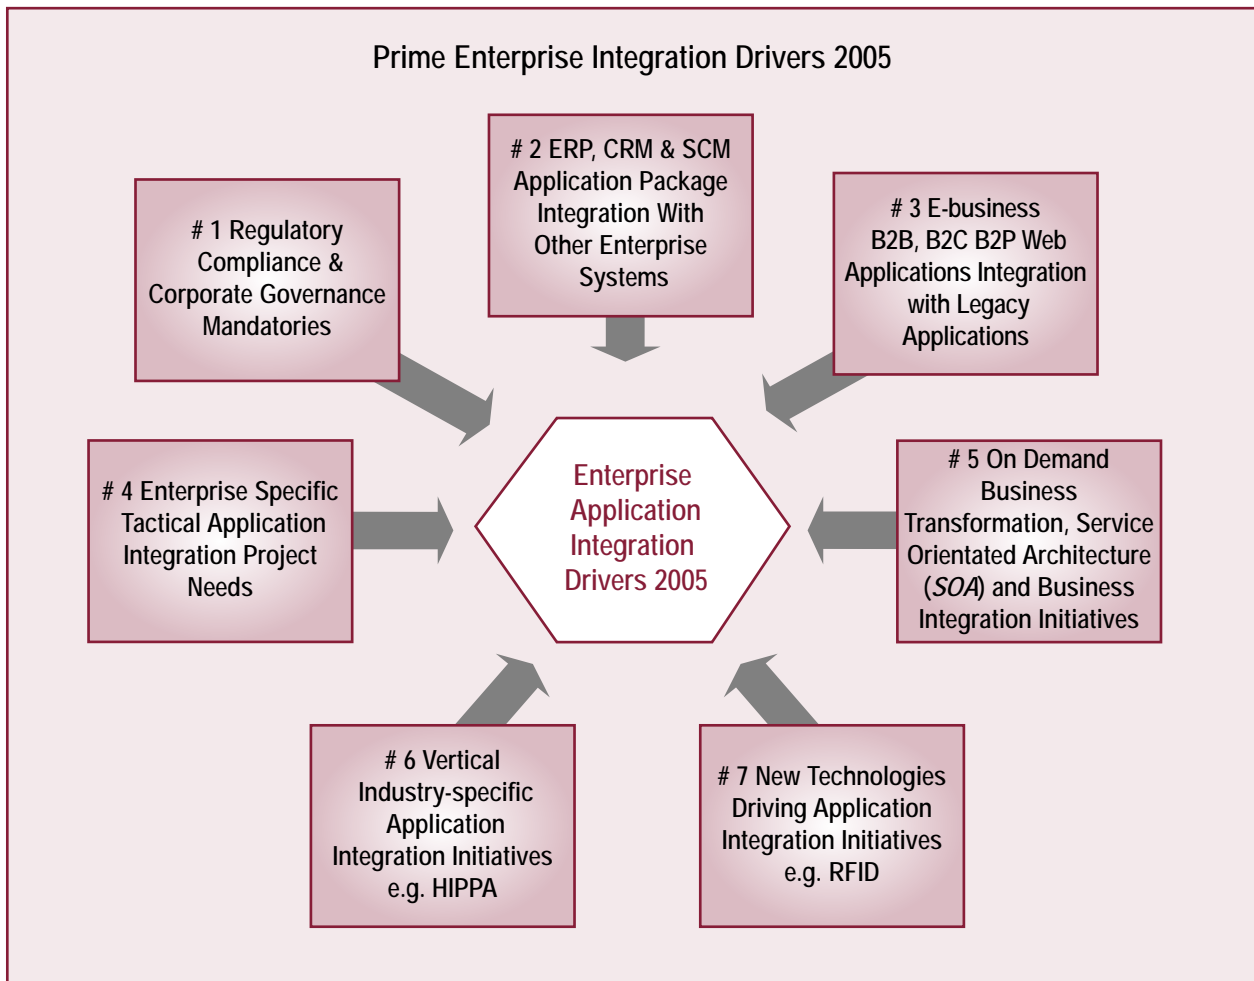 Prime Enterprise Integration Drivers 2005
# 1 Regulatory
Compliance &
Corporate Governance
Mandatories
# 2 ERP, CRM & SCM
Application Package
Integration With
Other Enterprise
Systems
# 3 E-business
B2B, B2C B2P Web
Applications Integration
with Legacy
Applications
# 4 Enterprise Specific
Tactical Application
Integration Project
Needs
Enterprise
Application
Integration
Drivers 2005
# 5 On Demand
Business
Transformation, Service
Orientated Architecture
(SOA) and Business
Integration Initiatives
# 6 Vertical
Industry-specific
Application
Integration Initiatives
e.g. HIPPA
# 7 New Technologies
Driving Application
Integration Initiatives
e.g. RFID